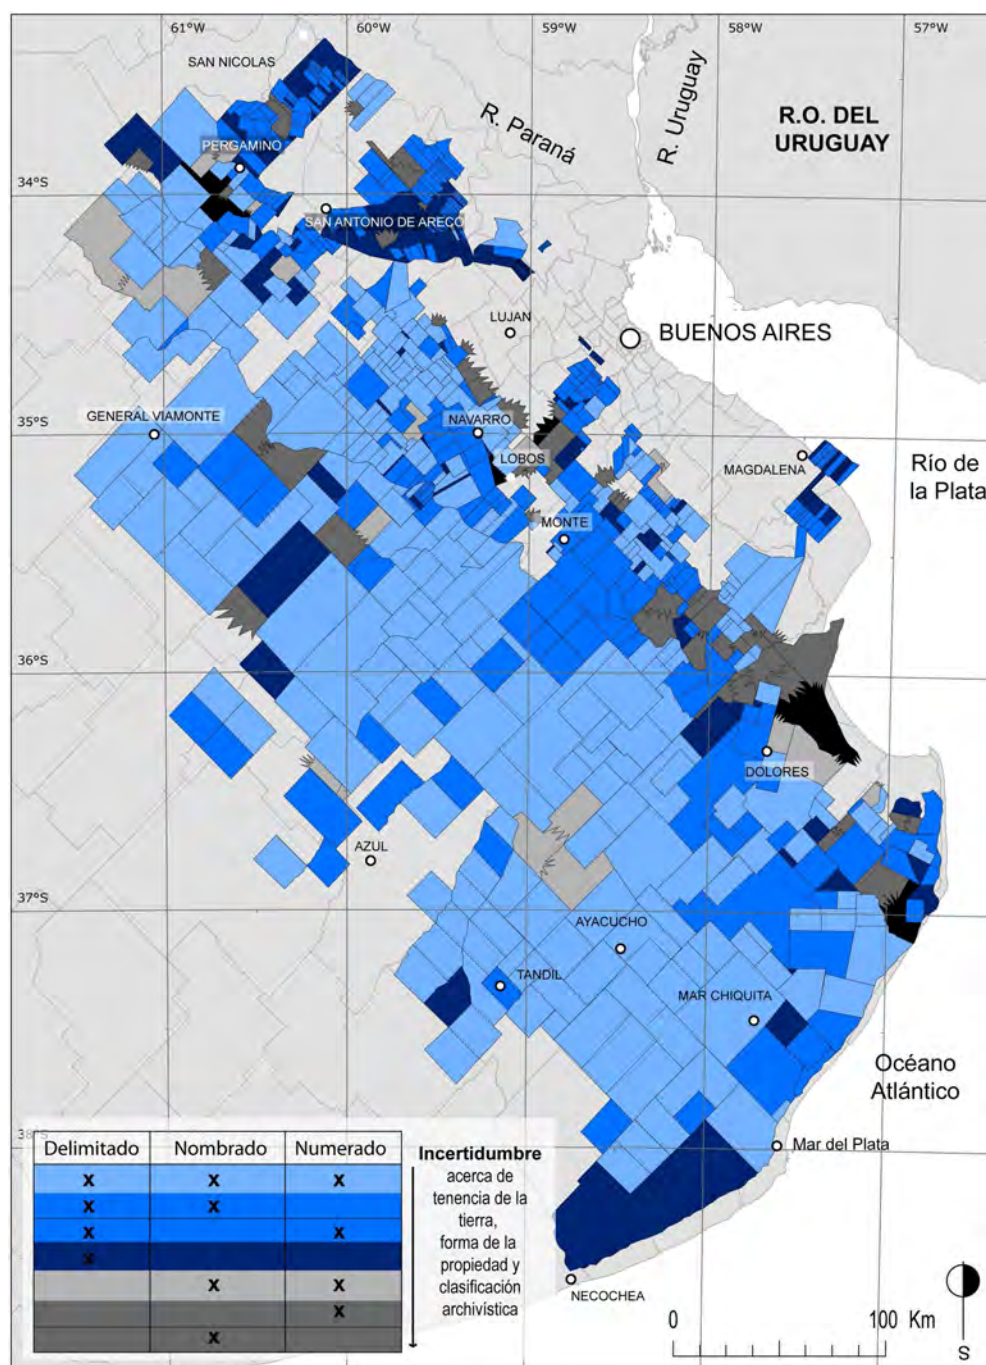 61°W
60°W
59°W
58°W
57°W
SAN NICOLAS
R. Paraná
R. Uruguay
R.O. DEL
URUGUAY
PERGAMINO
34°S
SAN ANTONIO DE ARECO
LUJAN
BUENOS AIRES
GENERAL VIAMONTE
NAVARRO
35°S
LOBOS
MAGDALENA
Río de
la Plata
MONTE
36°S
DOLORES
AZUL
37°S
AYACUCHO
TANDIL
MAR CHIQUITA
Océano
Atlántico
38°S
Mar del Plata
NECOCHEA
Delimitado Nombrado Numerado
x x x
x x
x x
x
x x
x
x
Incertidumbre
acerca de
tenencia de la
tierra,
forma de la
propiedad y
clasificación
archivística
0 100 Km
S